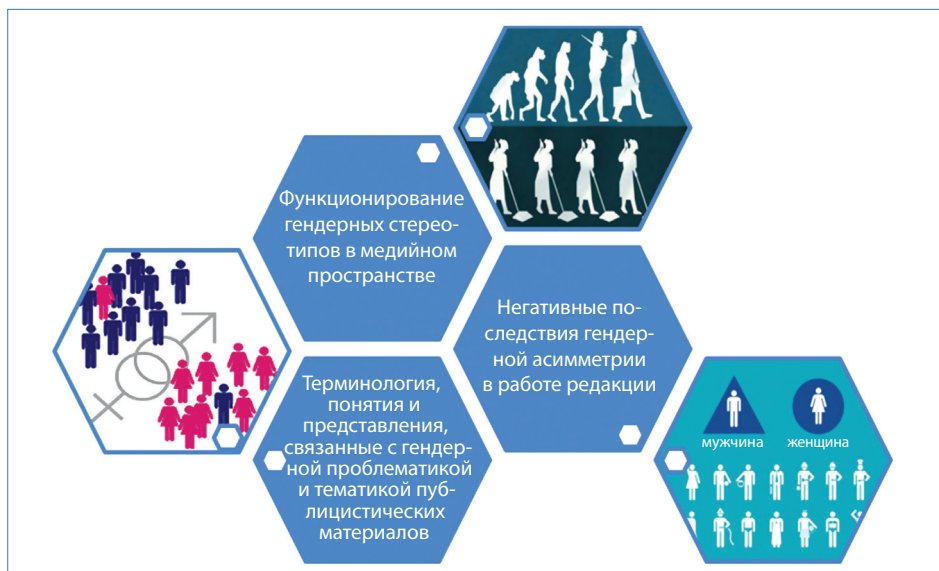 Функционирование
гендерных стерео-
типов в медийном
пространстве
Негативные по-
следствия гендер-
ной асимметрии
в работе редакции
Терминология,
понятия и
представления,
связанные с гендер-
ной проблематикой
и тематикой пуб-
лицистических
материалов
мужчина
женщина